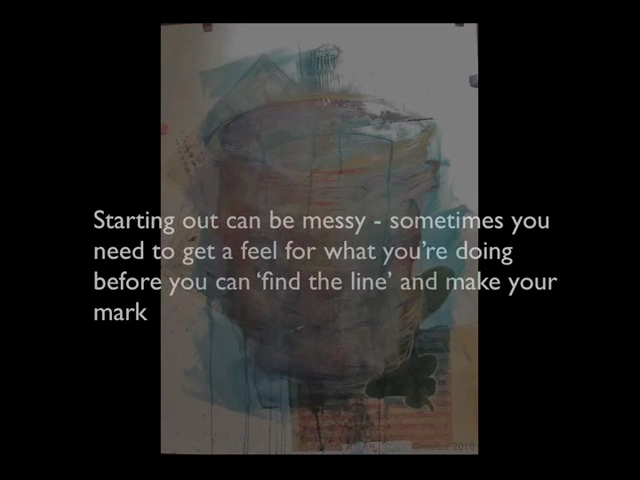 Starting out can be messy - sometimes you
need to get a feel for what you’re doing
before you can ‘find the line’ and make your
mark
2010